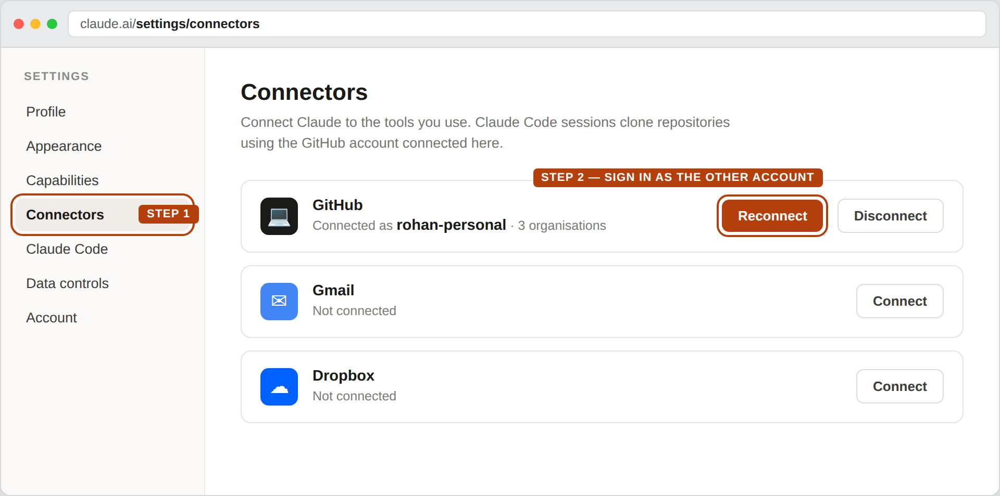 claude.ai/settings/connectors
SETTINGS
Profile
Appearance
Capabilities
Connectors
STEP 1
Claude Code
Data controls
Account
Connectors
Connect Claude to the tools you use. Claude Code sessions clone repositories
using the GitHub account connected here.
STEP 2 — SIGN IN AS THE OTHER ACCOUNT
GitHub
Connected as rohan-personal · 3 organisations
Reconnect
Disconnect
Gmail
Not connected
Connect
Dropbox
Not connected
Connect